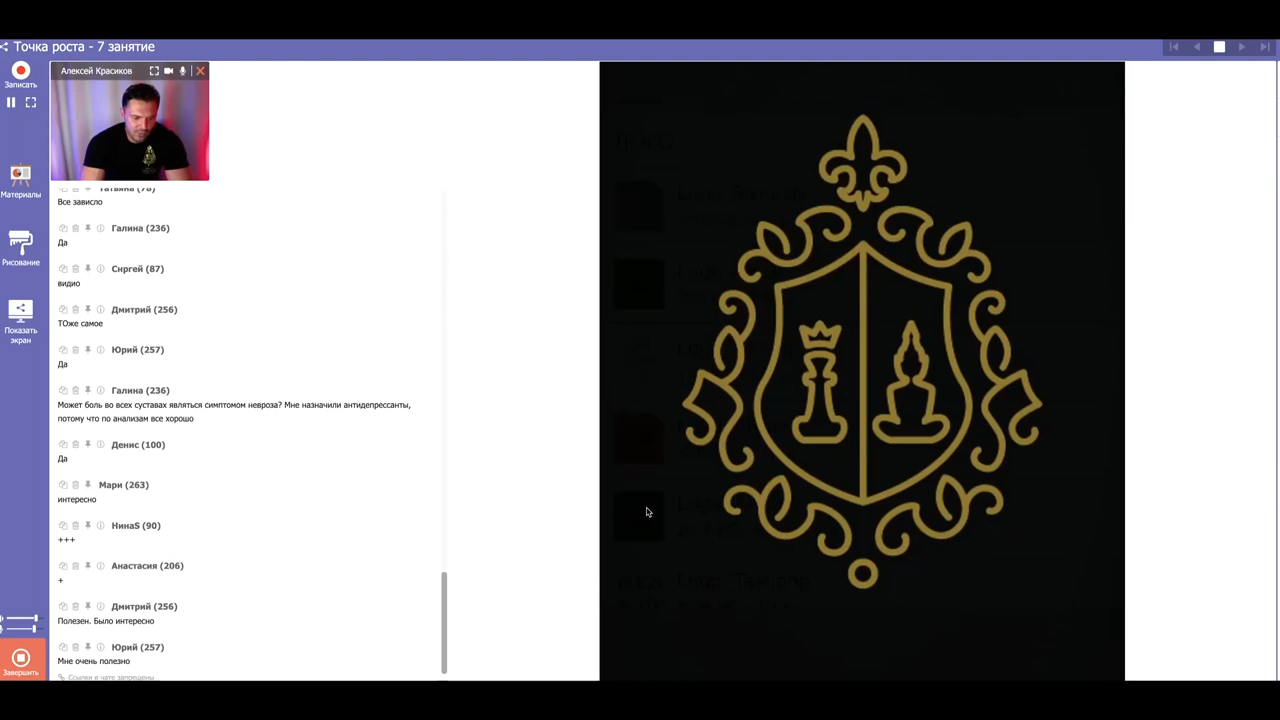 Точка роста - 7 занятие
Записать
Материалы
Рисование
Показать
экран
Завершить
Алексей Красиков
Татьяна (78)
Все зависло
Галина (236)
Да
Снргей (87)
видио
Дмитрий (256)
ТОже самое
Юрий (257)
Да
Галина (236)
Может боль во всех суставах являться симптомом невроза? Мне назначили антидепрессанты,
потому что по анализам все хорошо
Денис (100)
Да
Мари (263)
интересно
НинаS (90)
+++
Анастасия (206)
+
Дмитрий (256)
Полезен. Было интересно
Юрий (257)
Мне очень полезно
Ссылки в чате запрещены